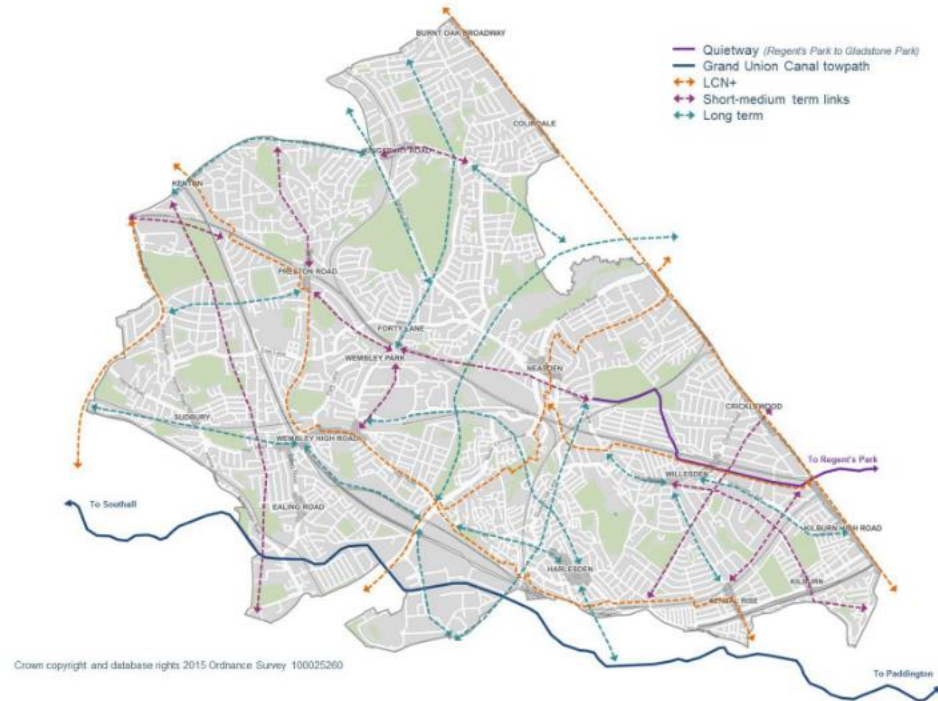 BURNT OAK BROADWAY
Quietway (Regent's Park to Gladstone Park)
Grand Union Canal towpath
LCN+
Short-medium term links
Long term
COLINDALE
KINGSBURY ROAD
KENTON
PRESTON ROAD
FORTY LANE
WEMBLEY PARK
NEASDEN
CRICKLEWOOD
SUDBURY
WEMBLEY HIGH ROAD
To Regent's Park
WILLESDEN
To Southall
EALING ROAD
KILBURN HIGH ROAD
HARLESDEN
KILBURN
KENSAL RISE
Crown copyright and database rights 2015 Ordnance Survey 100025260
To Paddington